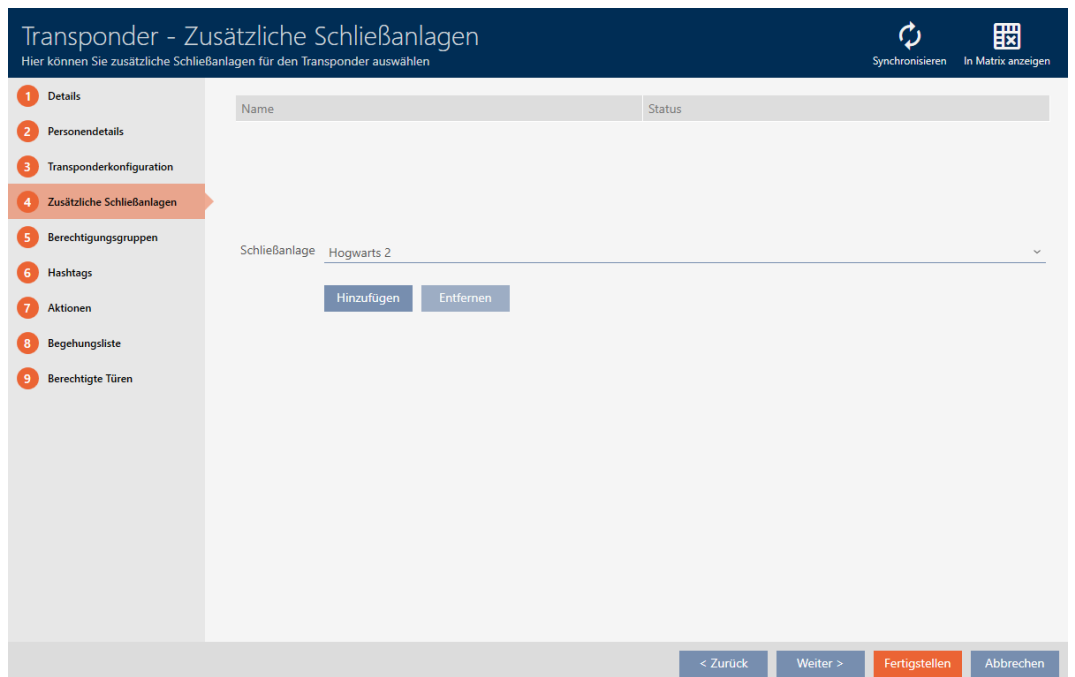 Transponder - Zusätzliche Schließanlagen
Hier können Sie zusätzliche Schließanlagen für den Transponder auswählen
Synchronisieren
In Matrix anzeigen
1 Details
2 Personendetails
3 Transponderkonfiguration
4 Zusätzliche Schließanlagen
5 Berechtigungsgruppen
6 Hashtags
7 Aktionen
8 Begehungsliste
9 Berechtigte Türen
Name Status
Schließanlage Hogwarts 2
Hinzufügen Entfernen
< Zurück Weiter > Fertigstellen Abbrechen